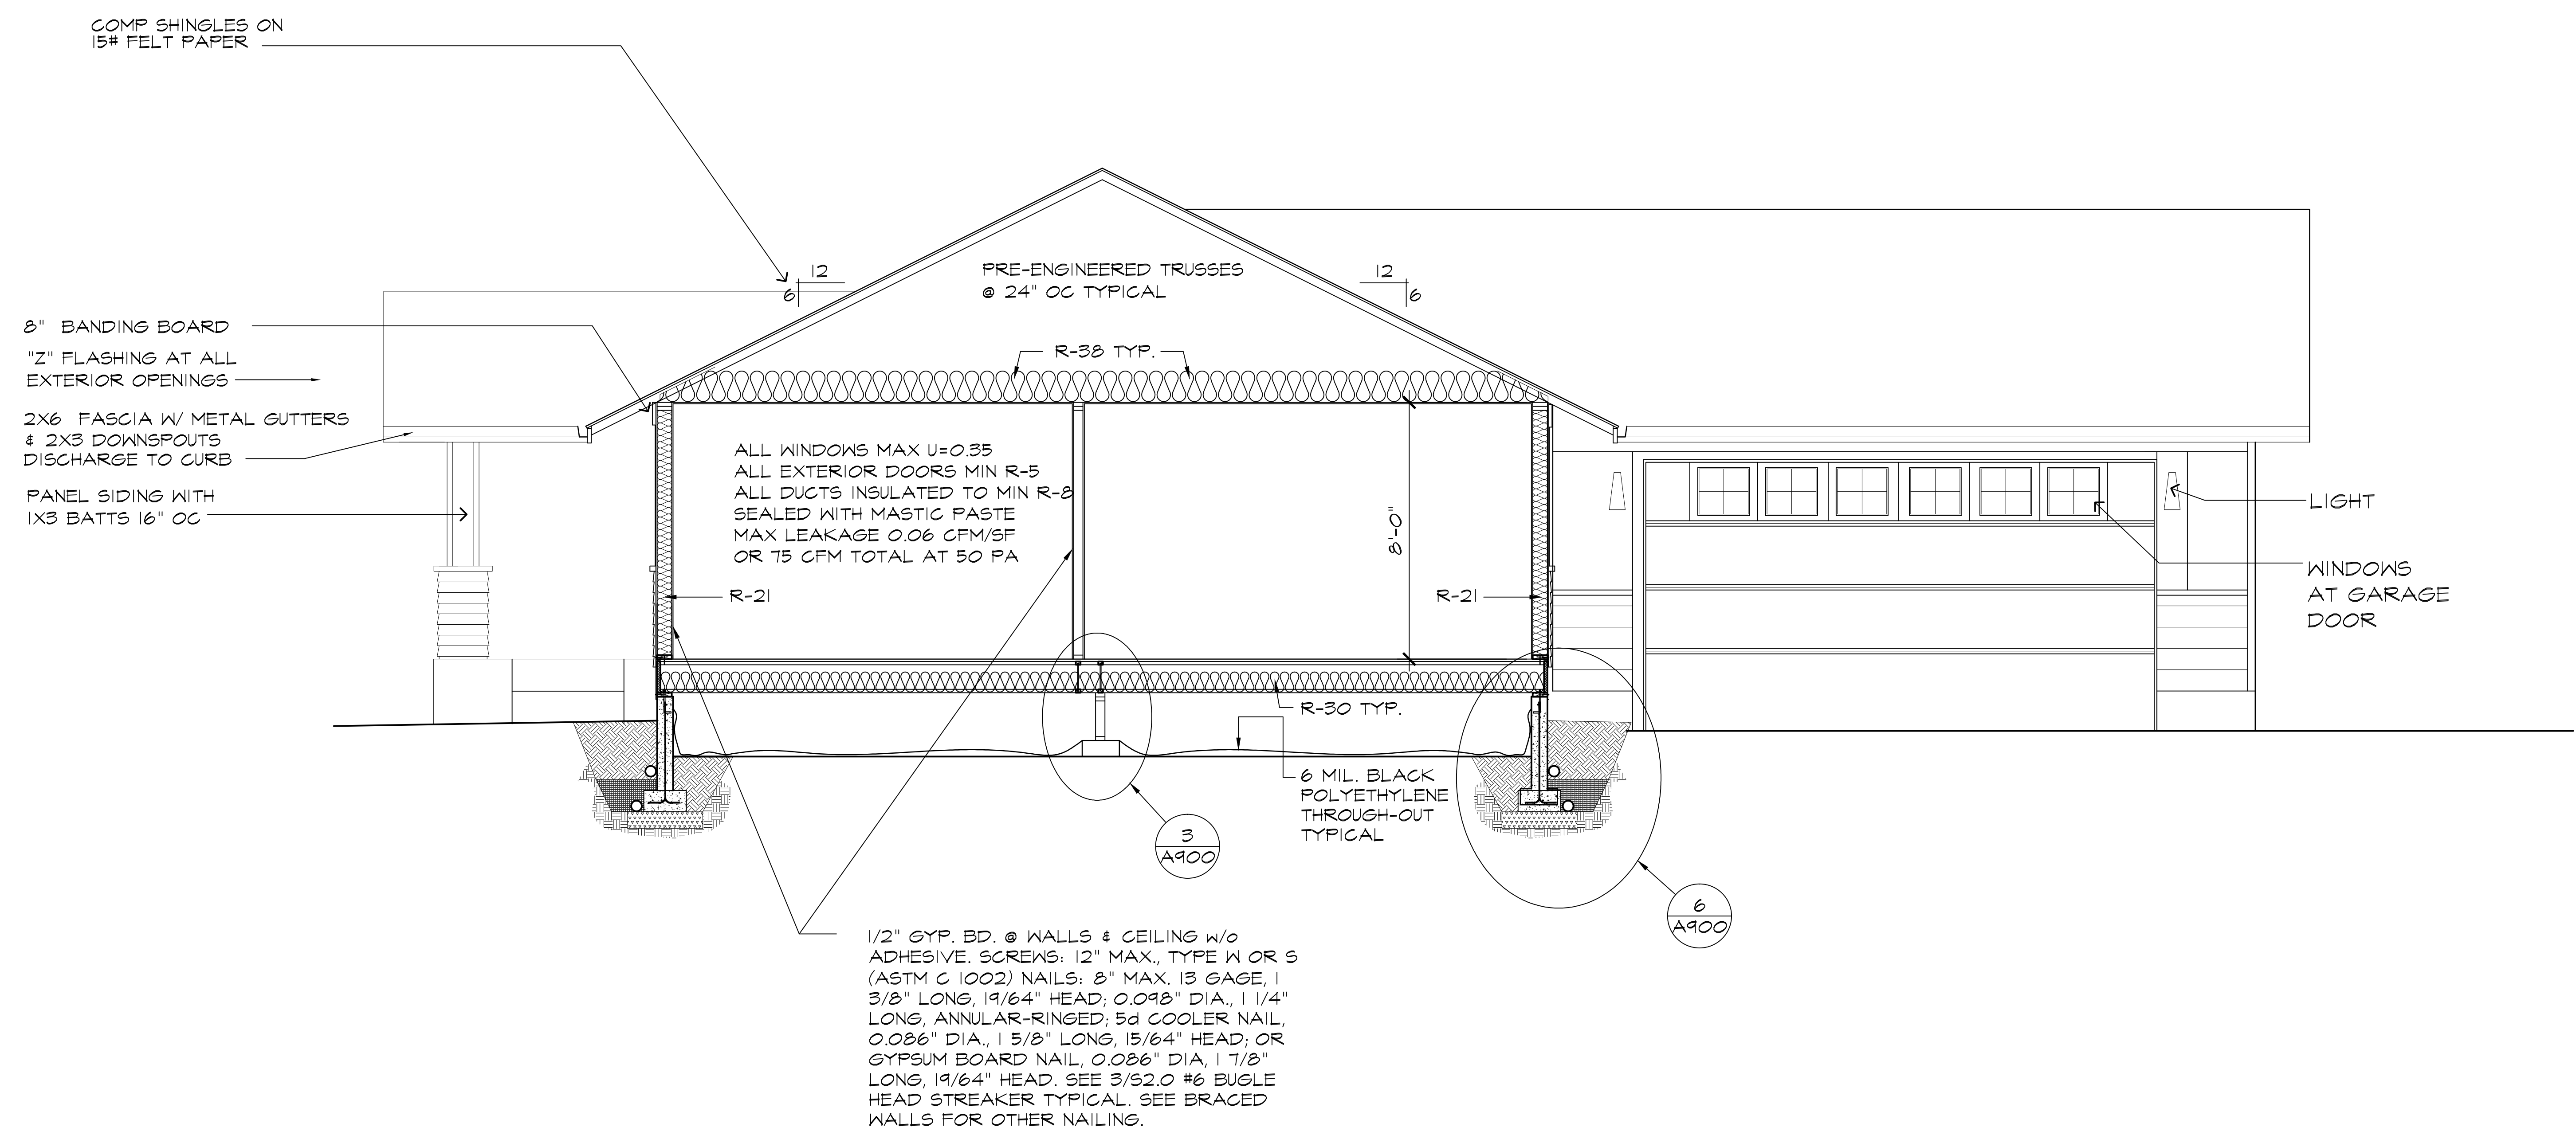 COMP SHINGLES ON
15# FELT PAPER
12
6
PRE-ENGINEERED TRUSSES
@ 24" OC TYPICAL
12
6
8" BANDING BOARD
"Z" FLASHING AT ALL
EXTERIOR OPENINGS
2X6 FASCIA W/ METAL GUTTERS
& 2X3 DOWNSPOUTS
DISCHARGE TO CURB
PANEL SIDING WITH
1X3 BATTS 16" OC
R-38 TYP.
ALL WINDOWS MAX U=0.35
ALL EXTERIOR DOORS MIN R-5
ALL DUCTS INSULATED TO MIN R-8
SEALED WITH MASTIC PASTE
MAX LEAKAGE 0.06 CFM/SF
OR 75 CFM TOTAL AT 50 PA
8'-0"
R-21
R-21
LIGHT
WINDOWS
AT GARAGE
DOOR
R-30 TYP.
6 MIL. BLACK
POLYETHYLENE
THROUGH-OUT
TYPICAL
3
A900
6
A900
1/2" GYP. BD. @ WALLS & CEILING w/o
ADHESIVE. SCREWS: 12" MAX., TYPE W OR S
(ASTM C 1002) NAILS: 8" MAX. 13 GAGE, 1
3/8" LONG, 19/64" HEAD; 0.098" DIA., 1 1/4"
LONG, ANNULAR-RINGED; 5d COOLER NAIL,
0.086" DIA., 1 5/8" LONG, 15/64" HEAD; OR
GYPSUM BOARD NAIL, 0.086" DIA, 1 7/8"
LONG, 19/64" HEAD. SEE 3/S2.0 #6 BUGLE
HEAD STREAKER TYPICAL. SEE BRACED
WALLS FOR OTHER NAILING.